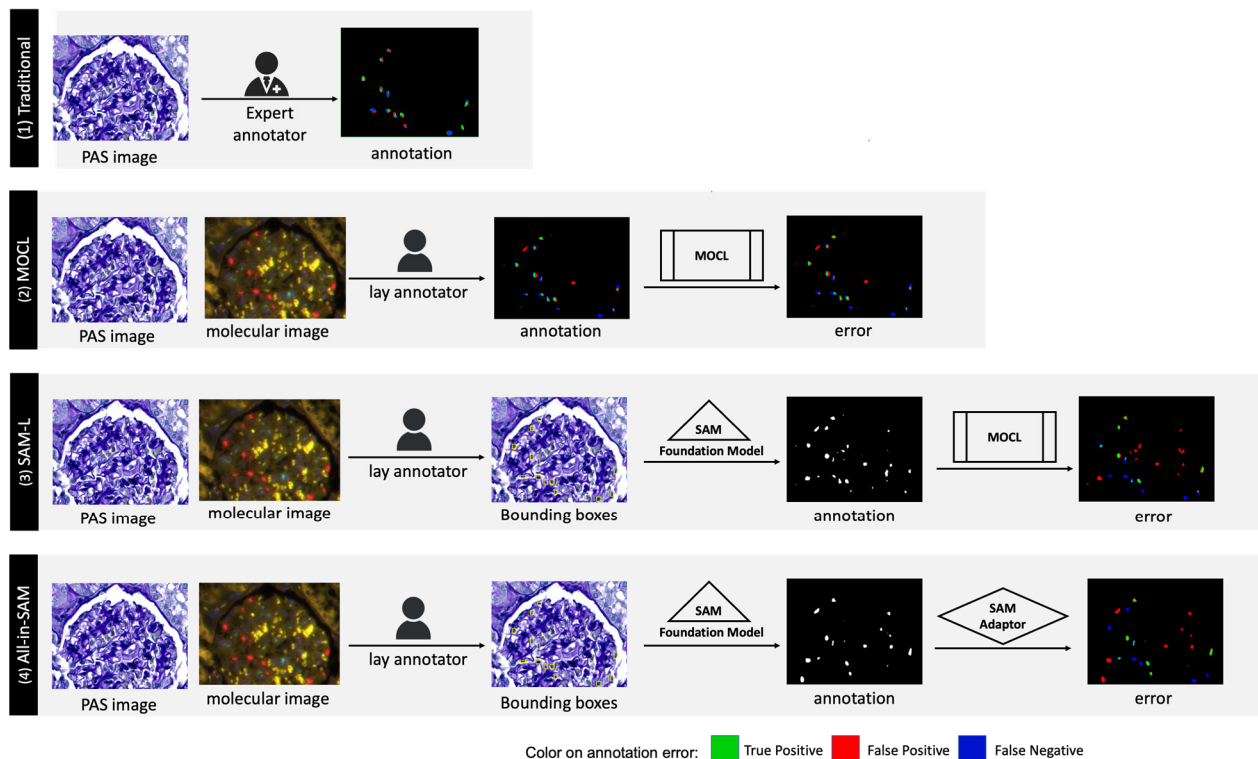 (1) Traditional
PAS image
Expert
annotator
annotation
(2) MOCL
PAS image
molecular image
lay annotator
annotation
MOCL
error
(3) SAM-L
PAS image
molecular image
lay annotator
Bounding boxes
SAM
Foundation Model
annotation
MOCL
error
(4) All-in-SAM
PAS image
molecular image
lay annotator
Bounding boxes
SAM
Foundation Model
annotation
SAM
Adaptor
error
Color on annotation error: True Positive False Positive False Negative